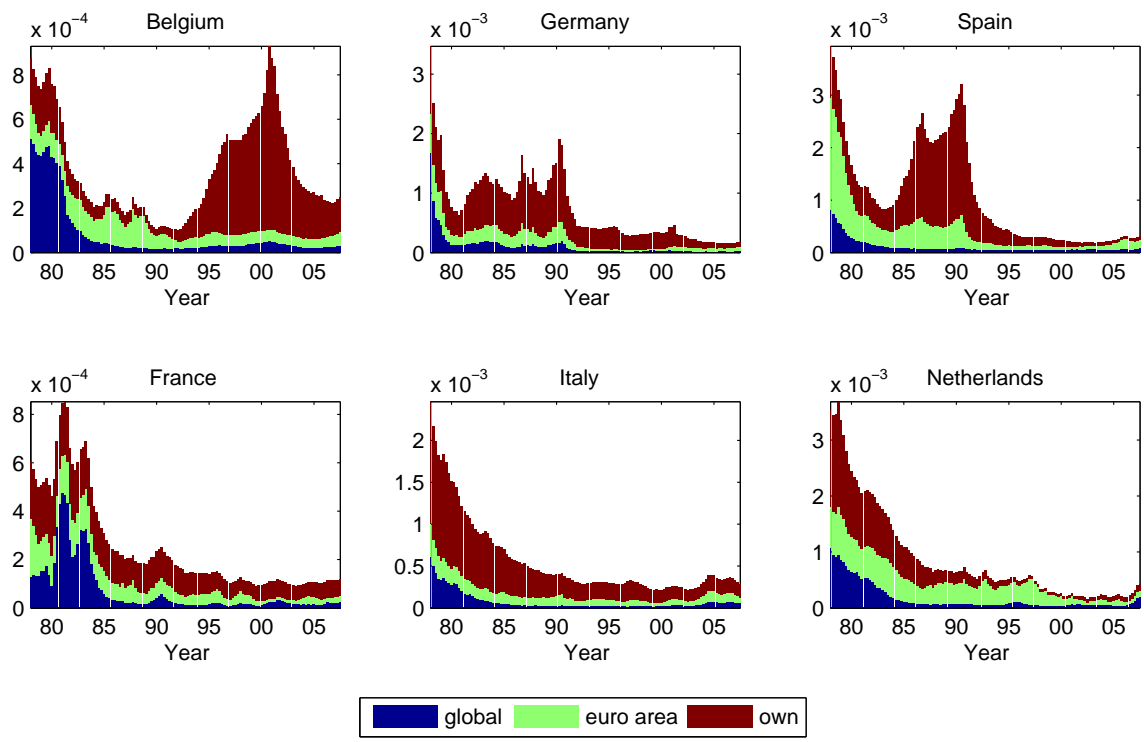 x 10⁻⁴ Belgium
8
6
4
2
0
80 85 90 95 00 05
Year
x 10⁻³ Germany
3
2
1
0
80 85 90 95 00 05
Year
x 10⁻³ Spain
3
2
1
0
80 85 90 95 00 05
Year
x 10⁻⁴ France
8
6
4
2
0
80 85 90 95 00 05
Year
x 10⁻³ Italy
2
1.5
1
0.5
0
80 85 90 95 00 05
Year
x 10⁻³ Netherlands
3
2
1
0
80 85 90 95 00 05
Year
global euro area own